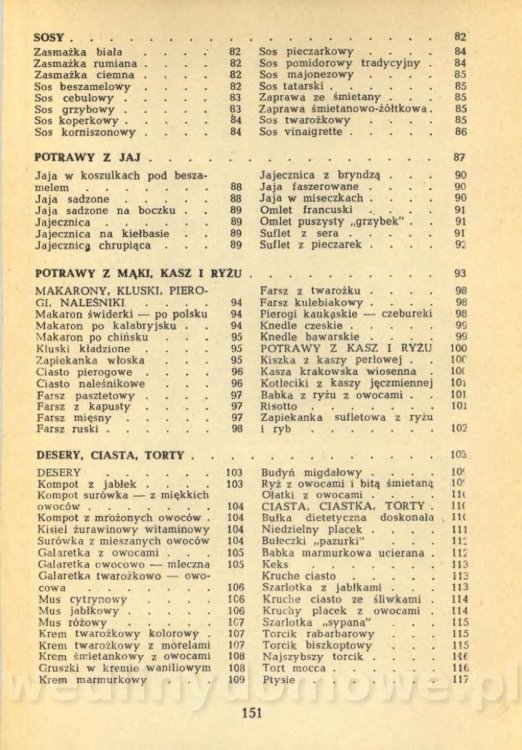 SOSY . . . . . . . . . . . . . . . . . 82
Zasmażka biała . . . . 82
Zasmażka rumiana . . . . 82
Zasmażka ciemna . . . . 82
Sos beszamelowy . . . . 82
Sos cebulowy . . . . 83
Sos grzybowy . . . . 83
Sos koperkowy . . . . 84
Sos korniszonowy . . . . 84
Sos pieczarkowy . . . . 84
Sos pomidorowy tradycyjny . 84
Sos majonezowy . . . . 85
Sos tatarski . . . . . 85
Zaprawa ze śmietany . . . 85
Zaprawa śmietanowo-żółtkowa . 85
Sos twarożkowy . . . . 85
Sos vinaigrette . . . . 86
POTRAWY Z JAJ . . . . . . . . . . . . . . 87
Jaja w koszulkach pod besza-
melem . . . . . . 88
Jaja sadzone . . . . . 88
Jaja sadzone na boczku . . 89
Jajecznica . . . . . . 89
Jajecznica na kiełbasie . . 89
Jajecznica chrupiąca . . . 89
Jajecznica z bryndzą . . . 90
Jaja faszerowane . . . . 90
Jaja w miseczkach . . . . 90
Omlet francuski . . . . 91
Omlet puszysty „grzybek" . . 91
Suflet z sera . . . . . 91
Suflet z pieczarek . . . . 92
POTRAWY Z MĄKI, KASZ I RYŻU . . . . . . . . . . 93
MAKARONY, KLUSKI, PIERO-
GI, NALEŚNIKI . . . . 94
Makaron świderki — po polsku 94
Makaron po kalabryjsku . . 94
Makaron po chińsku . . . 95
Kluski kładzione . . . . 95
Zapiekanka włoska . . . 95
Ciasto pierogowe . . . . 96
Ciasto naleśnikowe . . . 96
Farsz pasztetowy . . . . 97
Farsz z kapusty . . . . 97
Farsz mięsny . . . . . 97
Farsz ruski . . . . . . 98
Farsz z twarożku . . . . 98
Farsz kulebiakowy . . . . 98
Pierogi kaukaskie — czebureki 98
Knedle czeskie . . . . . 99
Knedle bawarskie . . . . 99
POTRAWY Z KASZ I RYŻU 100
Kiszka z kaszy perłowej . . 100
Kasza krakowska wiosenna .
Kotleciki z kaszy jęczmiennej 101
Babka z ryżu z owocami . . 101
Risotto . . . . . . . 101
Zapiekanka sufletowa z ryżu
i ryb . . . . . . . 102
DESERY, CIASTA, TORTY . . . . . . . . . . . . 103
DESERY . . . . . . 103
Kompot z jabłek . . . . 103
Kompot surówka — z miękkich
owoców . . . . . . 104
Kompot z mrożonych owoców . 104
Kisiel żurawinowy witaminowy 104
Surówka z mieszanych owoców 104
Galaretka z owocami . . . 105
Galaretka owocowo — mleczna 105
Galaretka twarożkowo — owo-
cowa . . . . . . . 106
Mus cytrynowy . . . . 106
Mus jabłkowy . . . . . 106
Mus różowy . . . . . 107
Krem twarożkowy kolorowy . 107
Krem twarożkowy z morelami 107
Krem śmietankowy z owocami 108
Gruszki w kremie waniliowym 108
Krem marmurkowy . . . 109
Budyń migdałowy . . . .
Ryż z owocami i bitą śmietaną
Ołatki z owocami . . . .
CIASTA, CIASTKA, TORTY .
Bułka dietetyczna doskonała
Niedzielny placek . . . . 111
Bułeczki „pazurki" . . .
Babka marmurkowa ucierana . 112
Keks . . . . . . . 113
Kruche ciasto . . . . . 113
Szarlotka z jabłkami . . . 113
Kruche ciasto ze śliwkami . 114
Kruchy placek z owocami . 114
Szarlotka „sypana" . . . 115
Torcik rabarbarowy . . . 115
Torcik biszkoptowy . . . 115
Najszybszy torcik . . . . 116
Tort mocca . . . . . . 116
Ptysie . . . . . . . 117
151
wedlinydomowe.pl